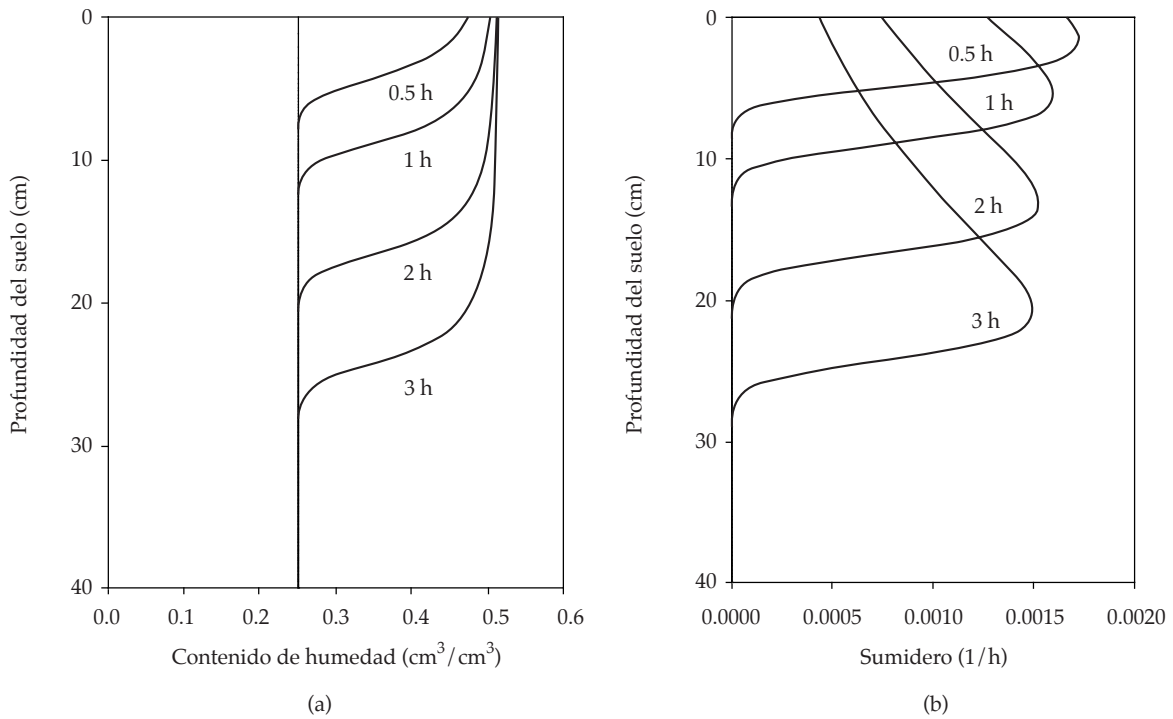 0
10
20
30
40
Profundidad del suelo (cm)
0.5 h
1 h
2 h
3 h
0.0 0.1 0.2 0.3 0.4 0.5 0.6
Contenido de humedad (cm³/cm³)
(a)
0
10
20
30
40
Profundidad del suelo (cm)
0.5 h
1 h
2 h
3 h
0.0000 0.0005 0.0010 0.0015 0.0020
Sumidero (1/h)
(b)